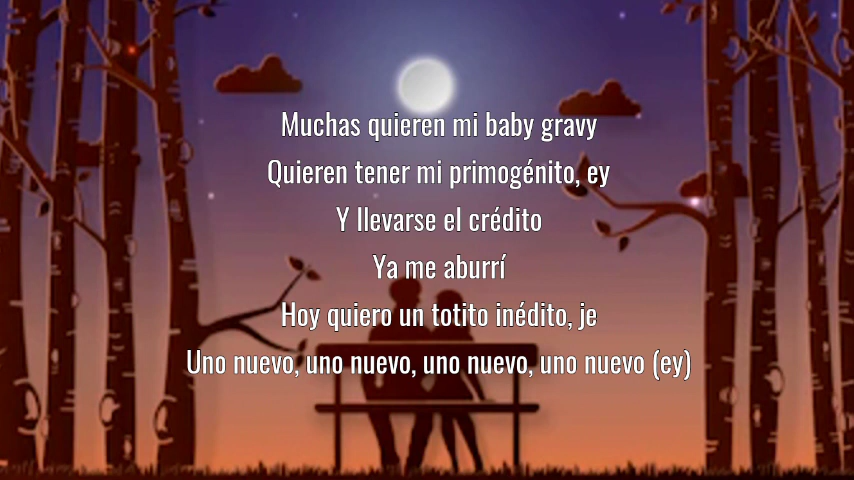 Muchas quieren mi baby gravy
Quieren tener mi primogénito, ey
Y llevarse el crédito
Ya me aburrí
Hoy quiero un totito inédito, je
Uno nuevo, uno nuevo, uno nuevo, uno nuevo (ey)